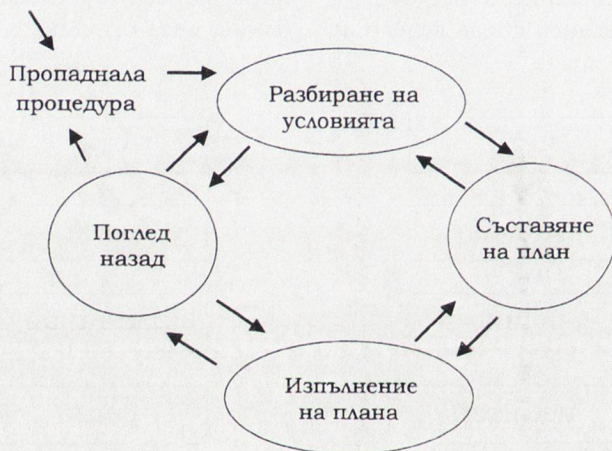 Пропаднала
процедура
Разбиране на
условията
Съставяне
на план
Поглед
назад
Изпълнение
на плана